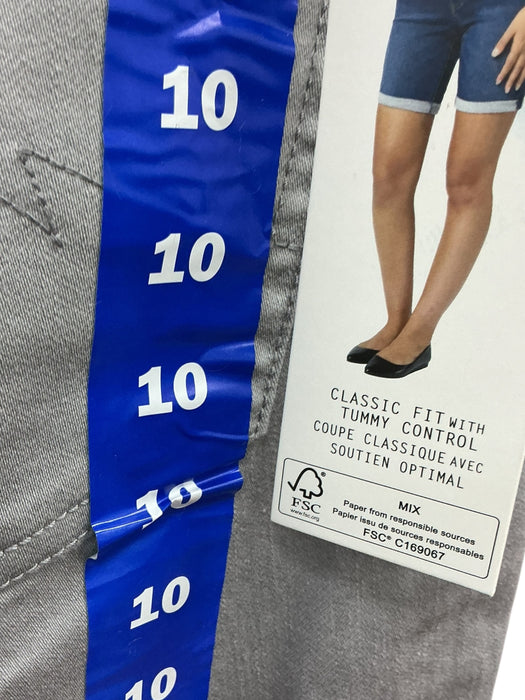 10
10
10
10
10
10
CLASSIC FIT WITH
TUMMY CONTROL
COUPE CLASSIQUE AVEC
SOUTIEN OPTIMAL
FSC
www.fsc.org
MIX
Paper from responsible sources
Papier issu de sources responsables
FSC® C169067